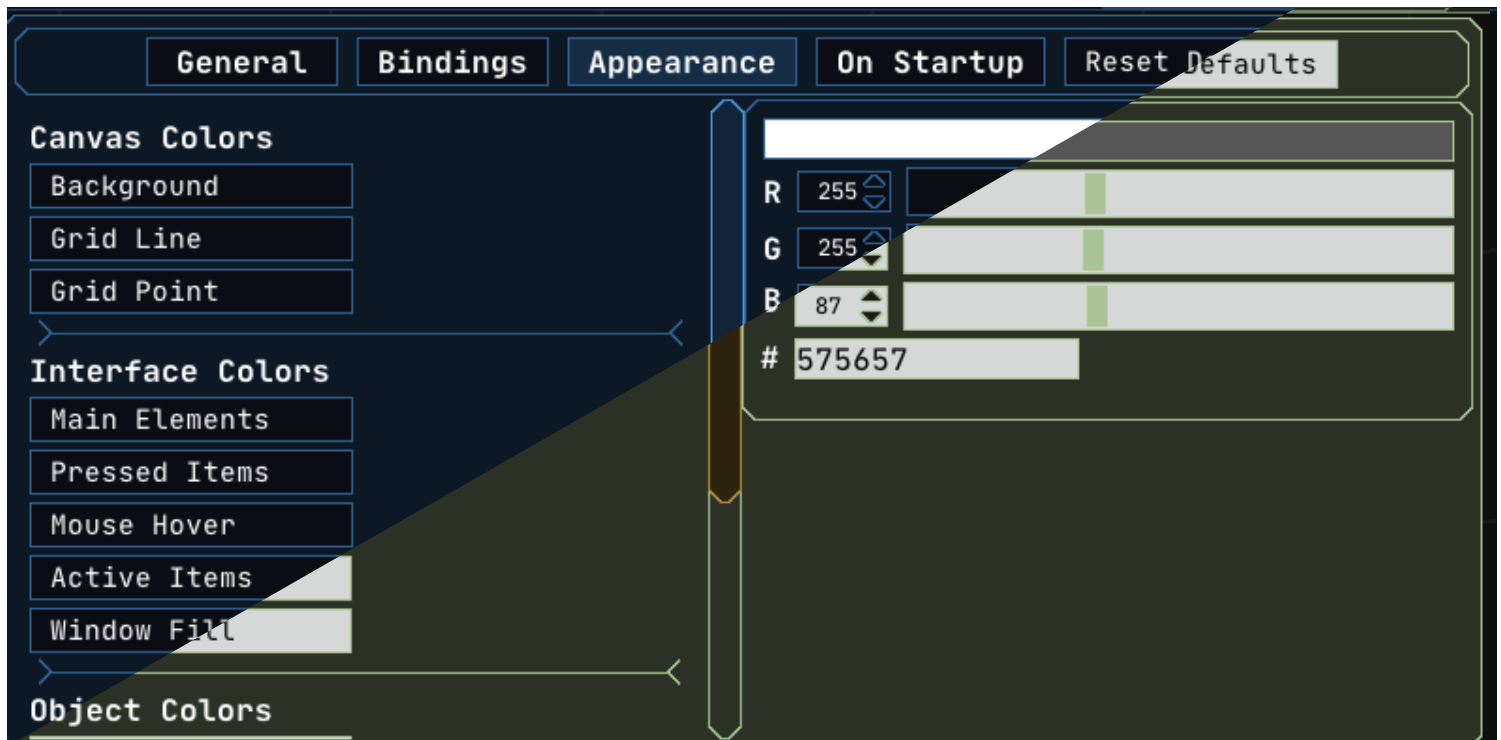 General Bindings Appearance On Startup Reset Defaults
Canvas Colors
Background
Grid Line
Grid Point
Interface Colors
Main Elements
Pressed Items
Mouse Hover
Active Items
Window Fill
Object Colors
R 255
G 255
B 87
# 575657